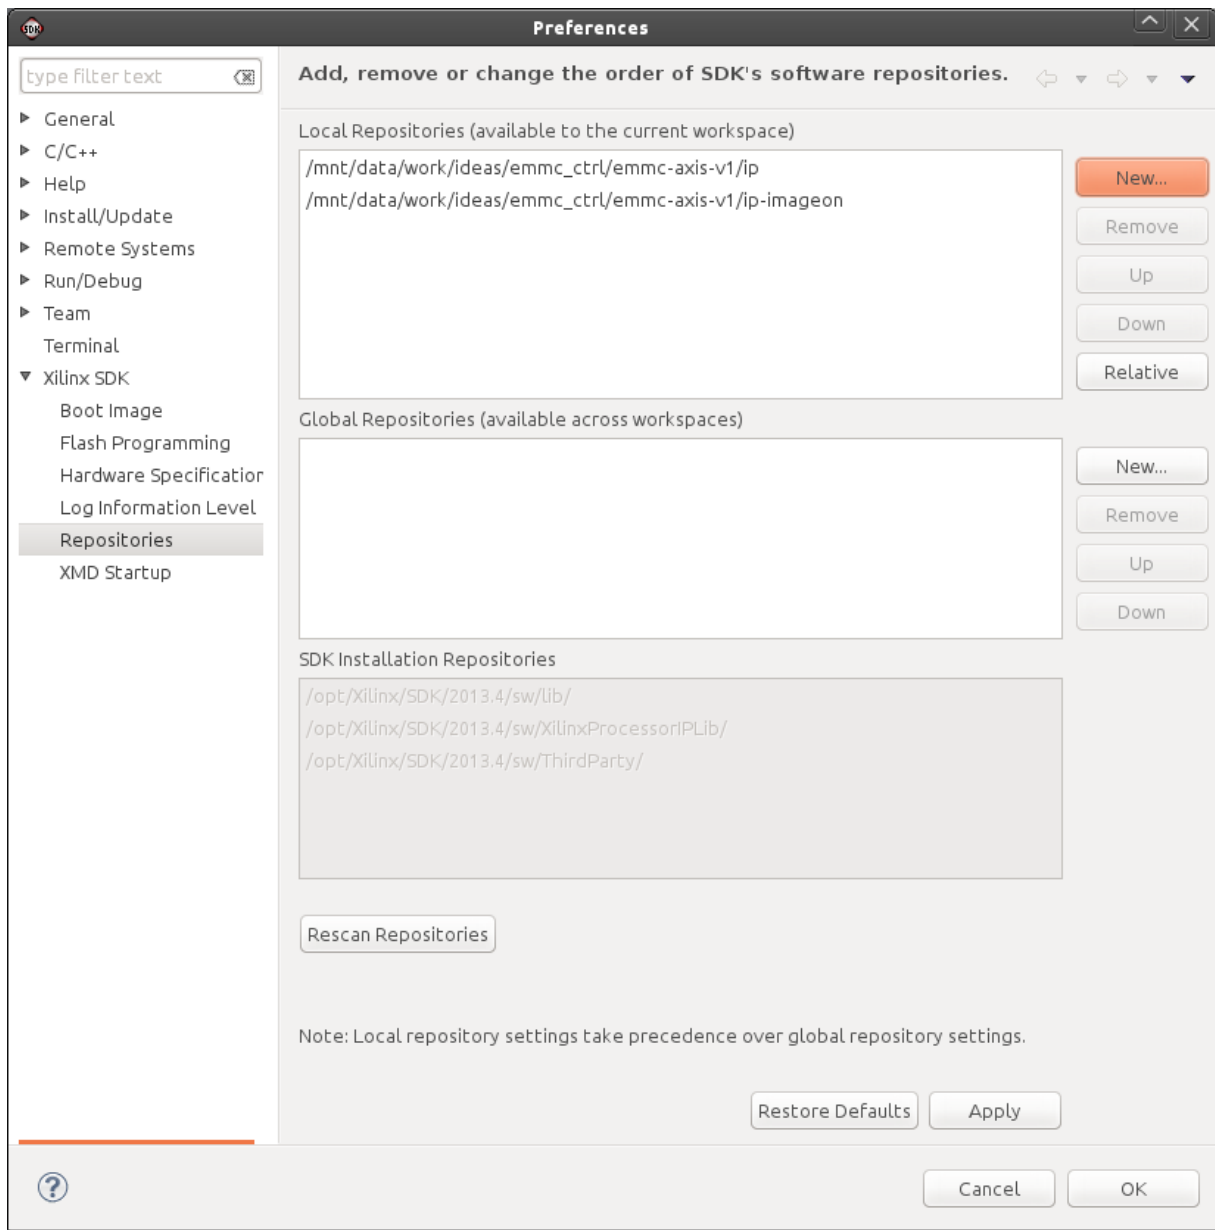 SDK
Preferences
type filter text
Add, remove or change the order of SDK's software repositories.
General
C/C++
Help
Install/Update
Remote Systems
Run/Debug
Team
Terminal
Xilinx SDK
Boot Image
Flash Programming
Hardware Specification
Log Information Level
Repositories
XMD Startup
Local Repositories (available to the current workspace)
/mnt/data/work/ideas/emmc_ctrl/emmc-axis-v1/ip
/mnt/data/work/ideas/emmc_ctrl/emmc-axis-v1/ip-imageon
New...
Remove
Up
Down
Relative
Global Repositories (available across workspaces)
New...
Remove
Up
Down
SDK Installation Repositories
/opt/Xilinx/SDK/2013.4/sw/lib/
/opt/Xilinx/SDK/2013.4/sw/XilinxProcessorIPLib/
/opt/Xilinx/SDK/2013.4/sw/ThirdParty/
Rescan Repositories
Note: Local repository settings take precedence over global repository settings.
Restore Defaults
Apply
?
Cancel
OK